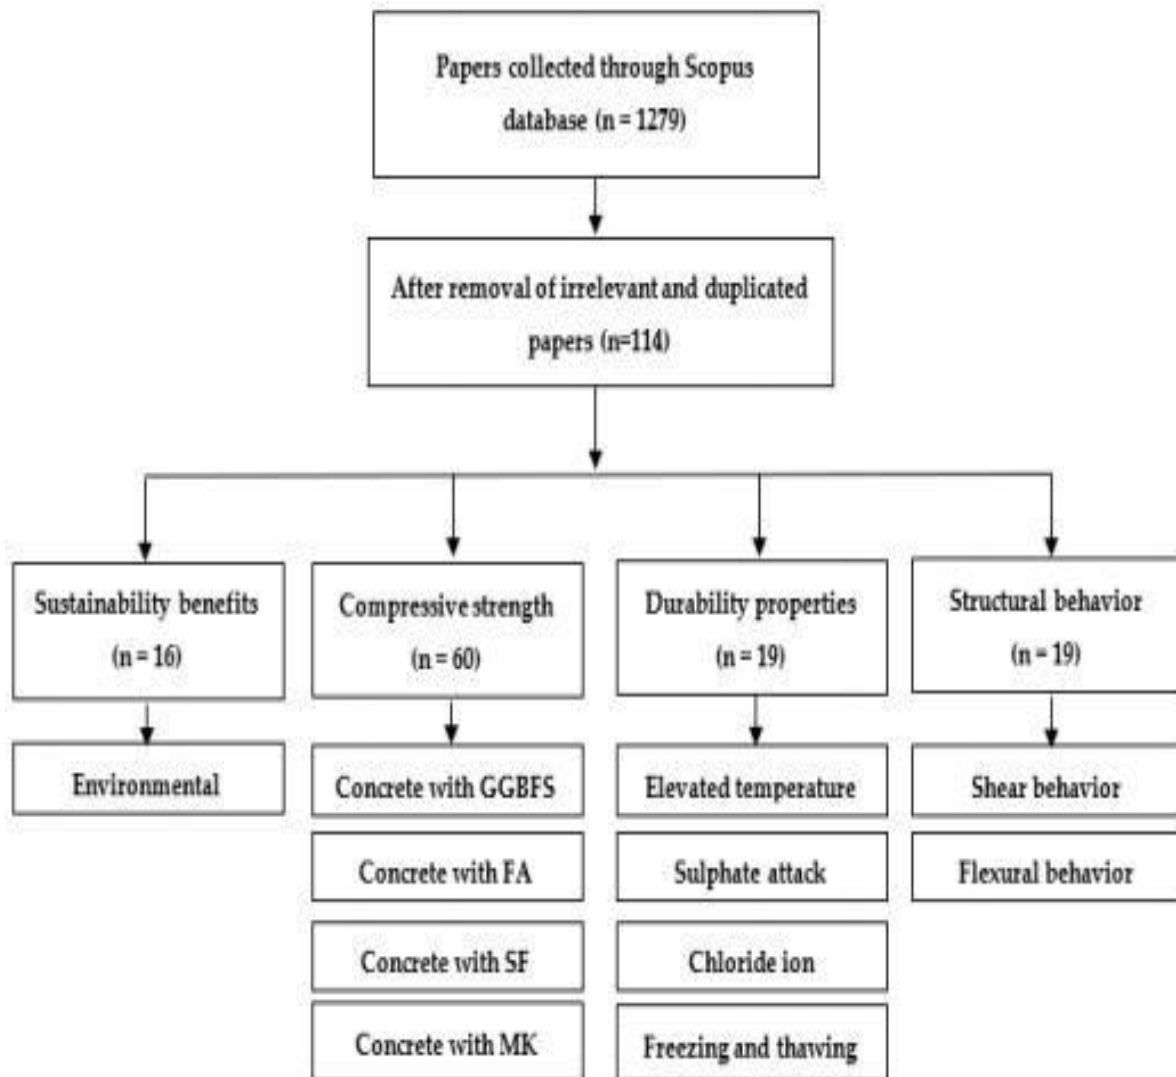 Papers collected through Scopus
database (n = 1279)
After removal of irrelevant and duplicated
papers (n=114)
Sustainability benefits
(n = 16)
Compressive strength
(n = 60)
Durability properties
(n = 19)
Structural behavior
(n = 19)
Environmental
Concrete with GGBFS
Elevated temperature
Shear behavior
Concrete with FA
Sulphate attack
Flexural behavior
Concrete with SF
Chloride ion
Concrete with MK
Freezing and thawing